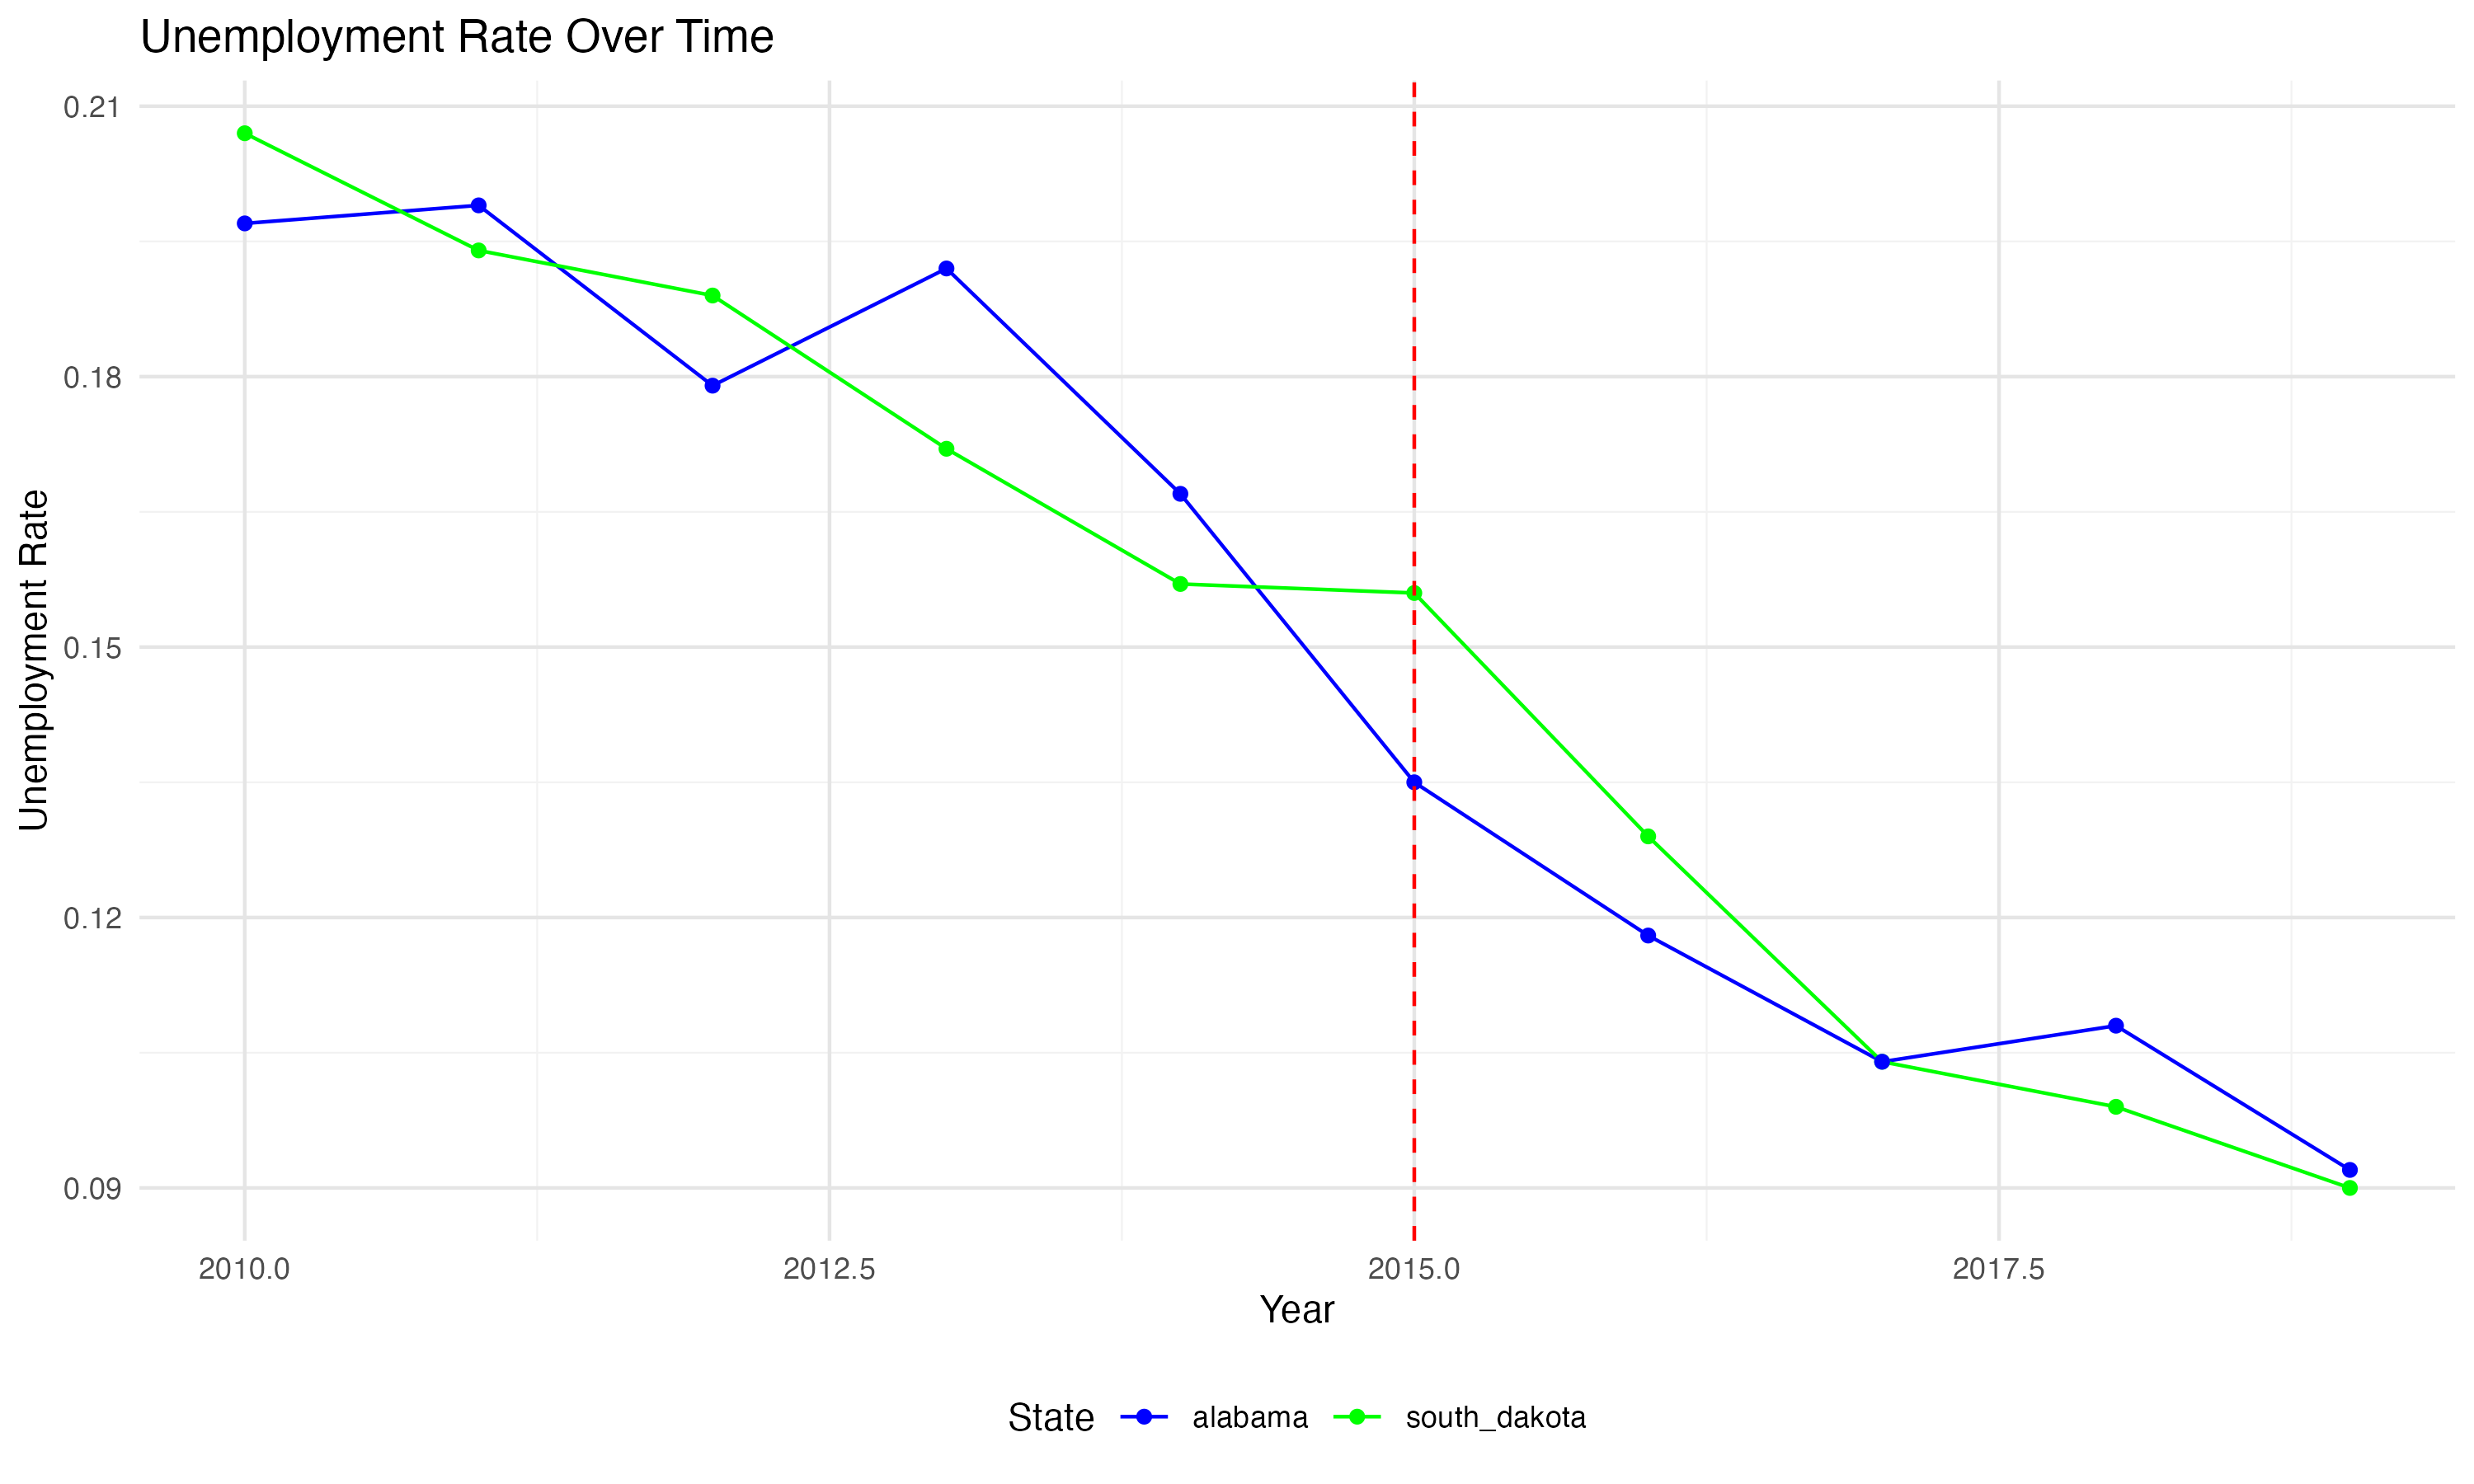 Unemployment Rate Over Time
Unemployment Rate
0.21
0.18
0.15
0.12
0.09
2010.0 2012.5 2015.0 2017.5
Year
State alabama south_dakota